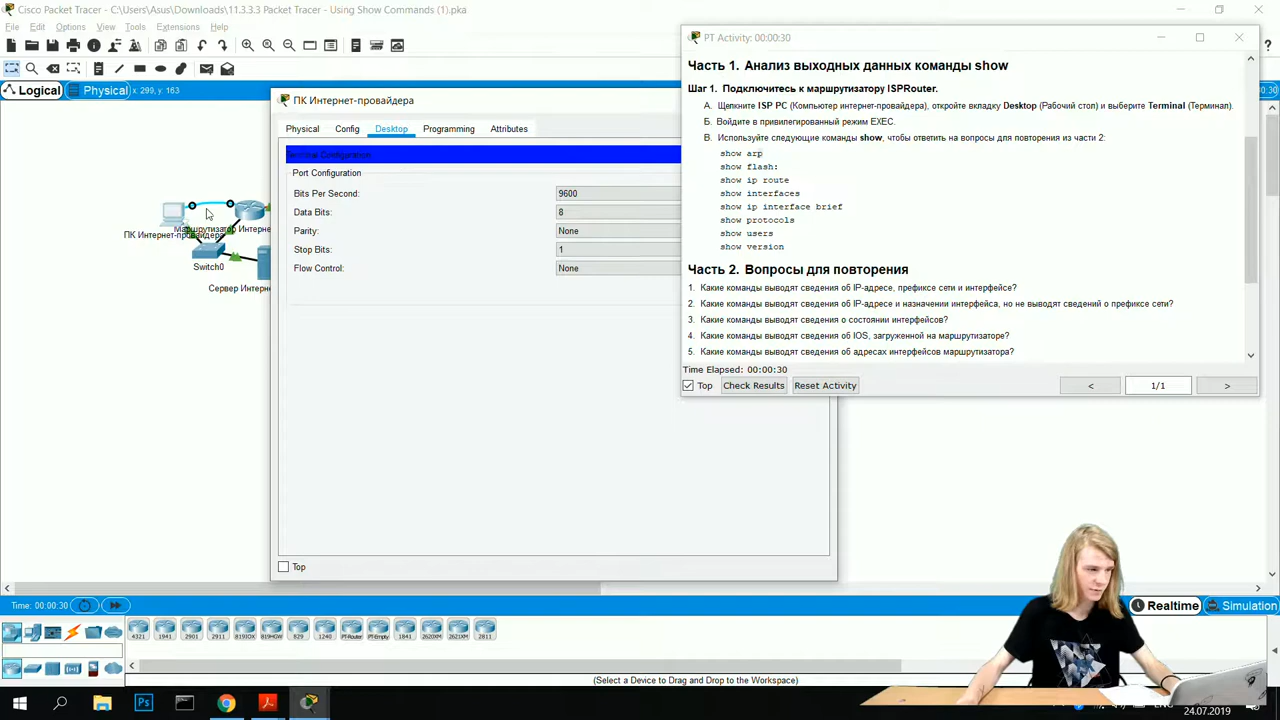 Cisco Packet Tracer - C:\Users\Asus\Downloads\11.3.3.3 Packet Tracer - Using Show Commands (1).pka
File Edit Options View Tools Extensions Help
Logical Physical x: 299, y: 163
PT Activity: 00:00:30
Часть 1. Анализ выходных данных команды show
Шаг 1. Подключитесь к маршрутизатору ISPRouter.
А. Щелкните ISP PC (Компьютер интернет-провайдера), откройте вкладку Desktop (Рабочий стол) и выберите Terminal (Терминал).
Б. Войдите в привилегированный режим EXEC.
В. Используйте следующие команды show, чтобы ответить на вопросы для повторения из части 2:
show arp
show flash:
show ip route
show interfaces
show ip interface brief
show protocols
show users
show version
Часть 2. Вопросы для повторения
1. Какие команды выводят сведения об IP-адресе, префиксе сети и интерфейсе?
2. Какие команды выводят сведения об IP-адресе и назначении интерфейса, но не выводят сведений о префиксе сети?
3. Какие команды выводят сведения о состоянии интерфейсов?
4. Какие команды выводят сведения об IOS, загруженной на маршрутизаторе?
5. Какие команды выводят сведения об адресах интерфейсов маршрутизатора?
Time Elapsed: 00:00:30
Top Check Results Reset Activity < 1/1 >
ПК Интернет-провайдера
Physical Config Desktop Programming Attributes
Terminal Configuration
Port Configuration
Bits Per Second: 9600
Data Bits: 8
Parity: None
Stop Bits: 1
Flow Control: None
Top
Маршрутизатор Интерне
ПК Интернет-провайдера
Switch0
Сервер Интерн
Time: 00:00:30
Realtime Simulation
4321 1941 2901 2911 819IOX 819HGW 829 1240 PT-Router PT-Empty 1841 2620XM 2621XM 2811
(Select a Device to Drag and Drop to the Workspace)
24.07.2019